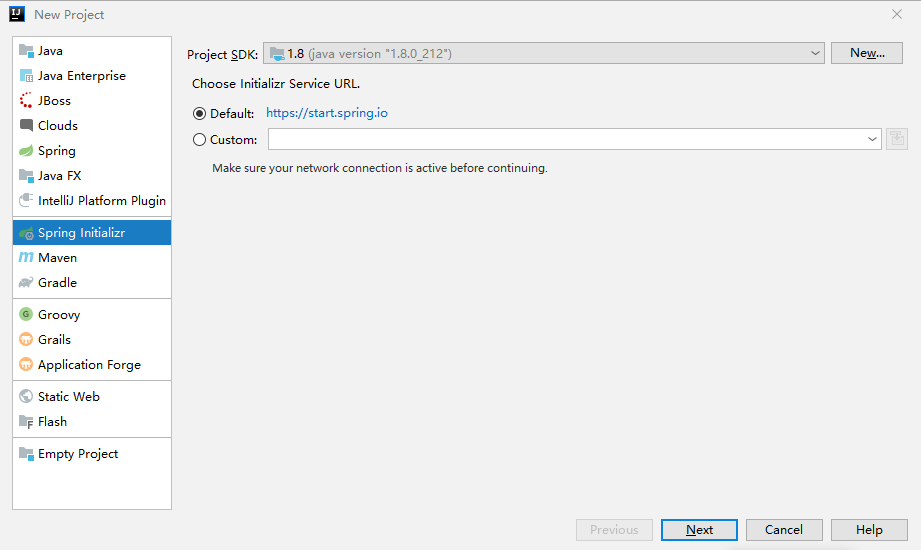 New Project
Java
Java Enterprise
JBoss
Clouds
Spring
Java FX
IntelliJ Platform Plugin
Spring Initializr
Maven
Gradle
Groovy
Grails
Application Forge
Static Web
Flash
Empty Project
Project SDK: 1.8 (java version "1.8.0_212") New...
Choose Initializr Service URL.
Default: https://start.spring.io
Custom:
Make sure your network connection is active before continuing.
Previous Next Cancel Help